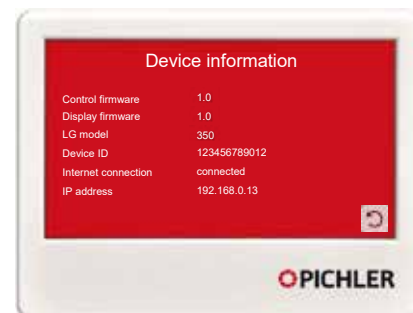 Device information
Control firmware 1.0
Display firmware 1.0
LG model 350
Device ID 123456789012
Internet connection connected
IP address 192.168.0.13
PICHLER